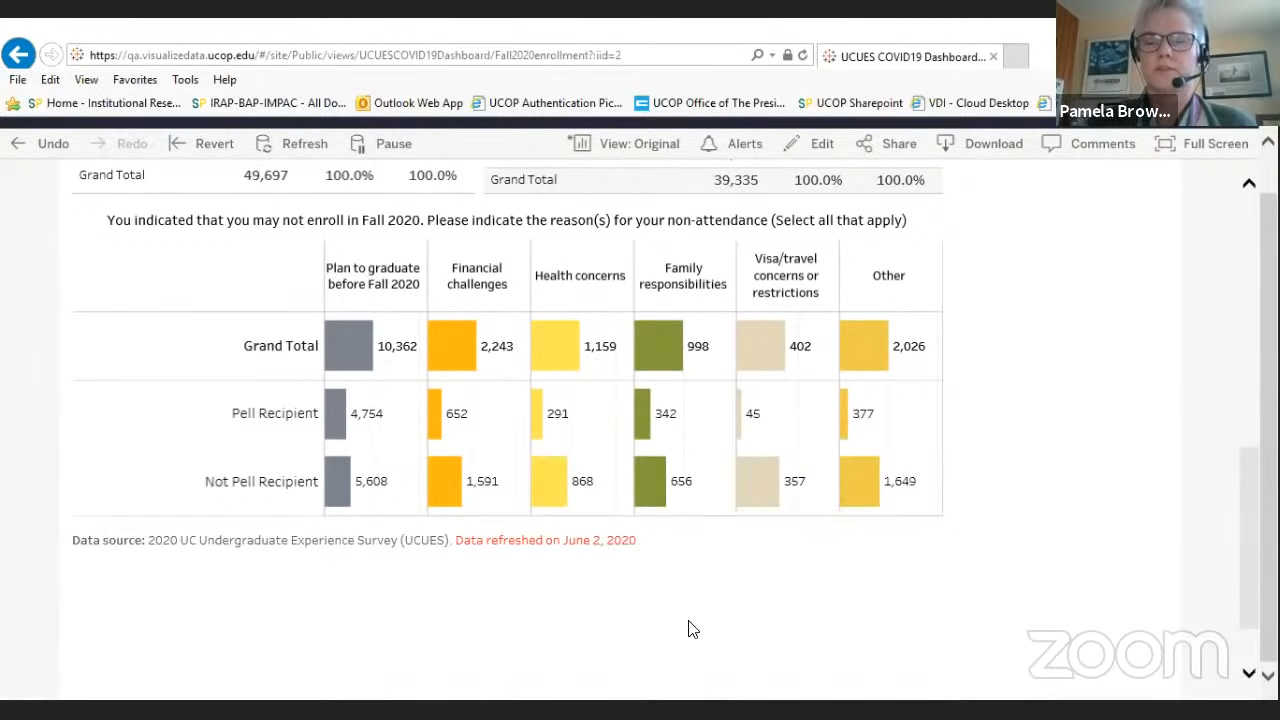 https://qa.visualizedata.ucop.edu/#/site/Public/views/UCUESCOVID19Dashboard/Fall2020enrollment?:iid=2
UCUES COVID19 Dashboard...
File Edit View Favorites Tools Help
SP Home - Institutional Rese...
SP IRAP-BAP-IMPAC - All Do...
Outlook Web App
UCOP Authentication Pic...
UCOP Office of The Presi...
SP UCOP Sharepoint
VDI - Cloud Desktop
Pamela Brow...
Undo Redo Revert Refresh Pause View: Original Alerts Edit Share Download Comments Full Screen
Grand Total 49,697 100.0% 100.0%
Grand Total 39,335 100.0% 100.0%
You indicated that you may not enroll in Fall 2020. Please indicate the reason(s) for your non-attendance (Select all that apply)
Plan to graduate
before Fall 2020
Financial
challenges
Health concerns
Family
responsibilities
Visa/travel
concerns or
restrictions
Other
Grand Total 10,362 2,243 1,159 998 402 2,026
Pell Recipient 4,754 652 291 342 45 377
Not Pell Recipient 5,608 1,591 868 656 357 1,649
Data source: 2020 UC Undergraduate Experience Survey (UCUES). Data refreshed on June 2, 2020
zoom